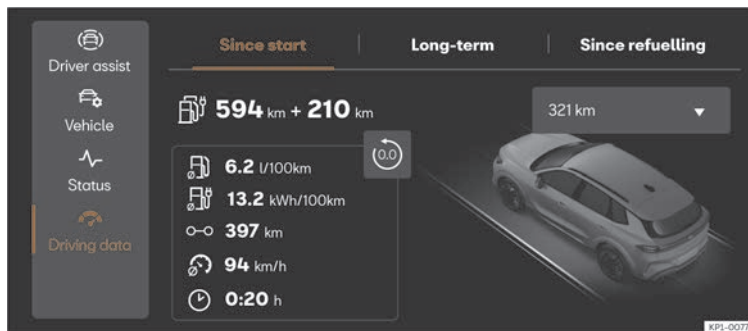 Driver assist
Vehicle
Status
Driving data
Since start
Long-term
Since refuelling
594 km + 210 km
321 km
(0.0)
6.2 l/100km
13.2 kWh/100km
397 km
94 km/h
0:20 h
KP1-0077